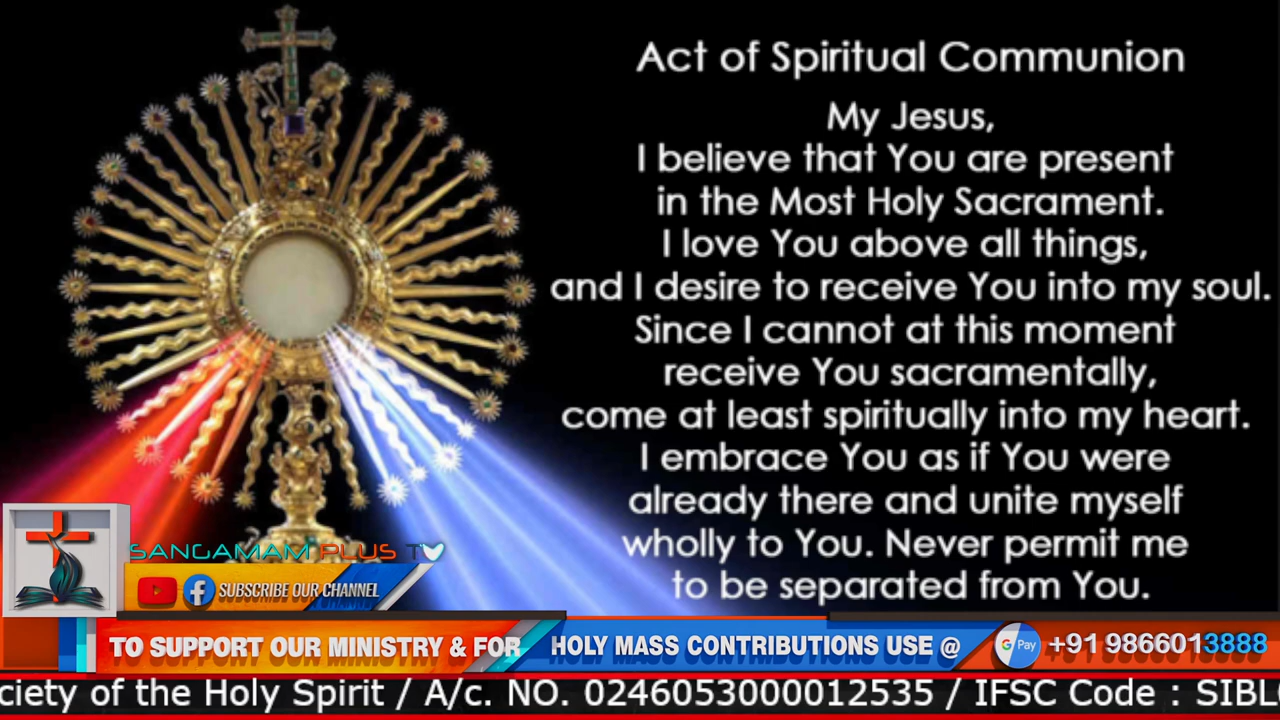 Act of Spiritual Communion
My Jesus,
I believe that You are present
in the Most Holy Sacrament.
I love You above all things,
and I desire to receive You into my soul.
Since I cannot at this moment
receive You sacramentally,
come at least spiritually into my heart.
I embrace You as if You were
already there and unite myself
wholly to You. Never permit me
to be separated from You.
SANGAMAM PLUS TV
SUBSCRIBE OUR CHANNEL
TO SUPPORT OUR MINISTRY & FOR HOLY MASS CONTRIBUTIONS USE @ G Pay +91 9866013888
ciety of the Holy Spirit / A/c. NO. 0246053000012535 / IFSC Code : SIBL